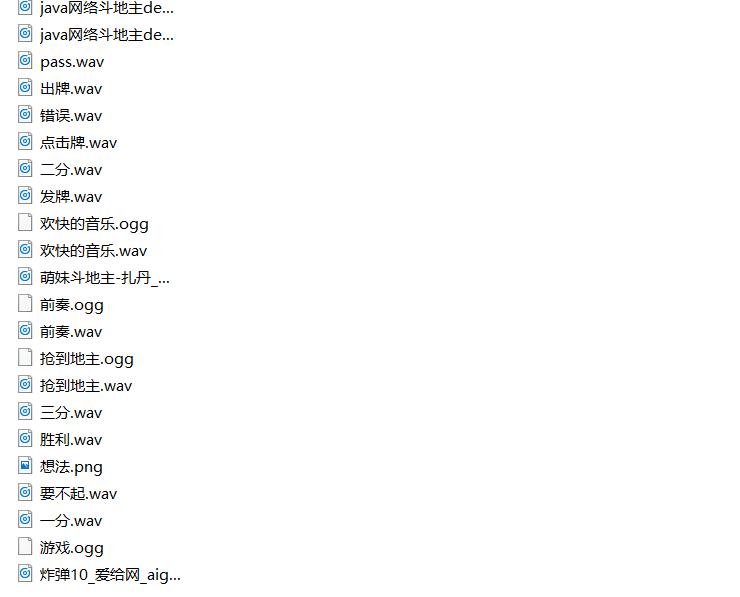 java网络斗地主de...
java网络斗地主de...
pass.wav
出牌.wav
错误.wav
点击牌.wav
二分.wav
发牌.wav
欢快的音乐.ogg
欢快的音乐.wav
萌妹斗地主-扎丹_...
前奏.ogg
前奏.wav
抢到地主.ogg
抢到地主.wav
三分.wav
胜利.wav
想法.png
要不起.wav
一分.wav
游戏.ogg
炸弹10_爱给网_aig...